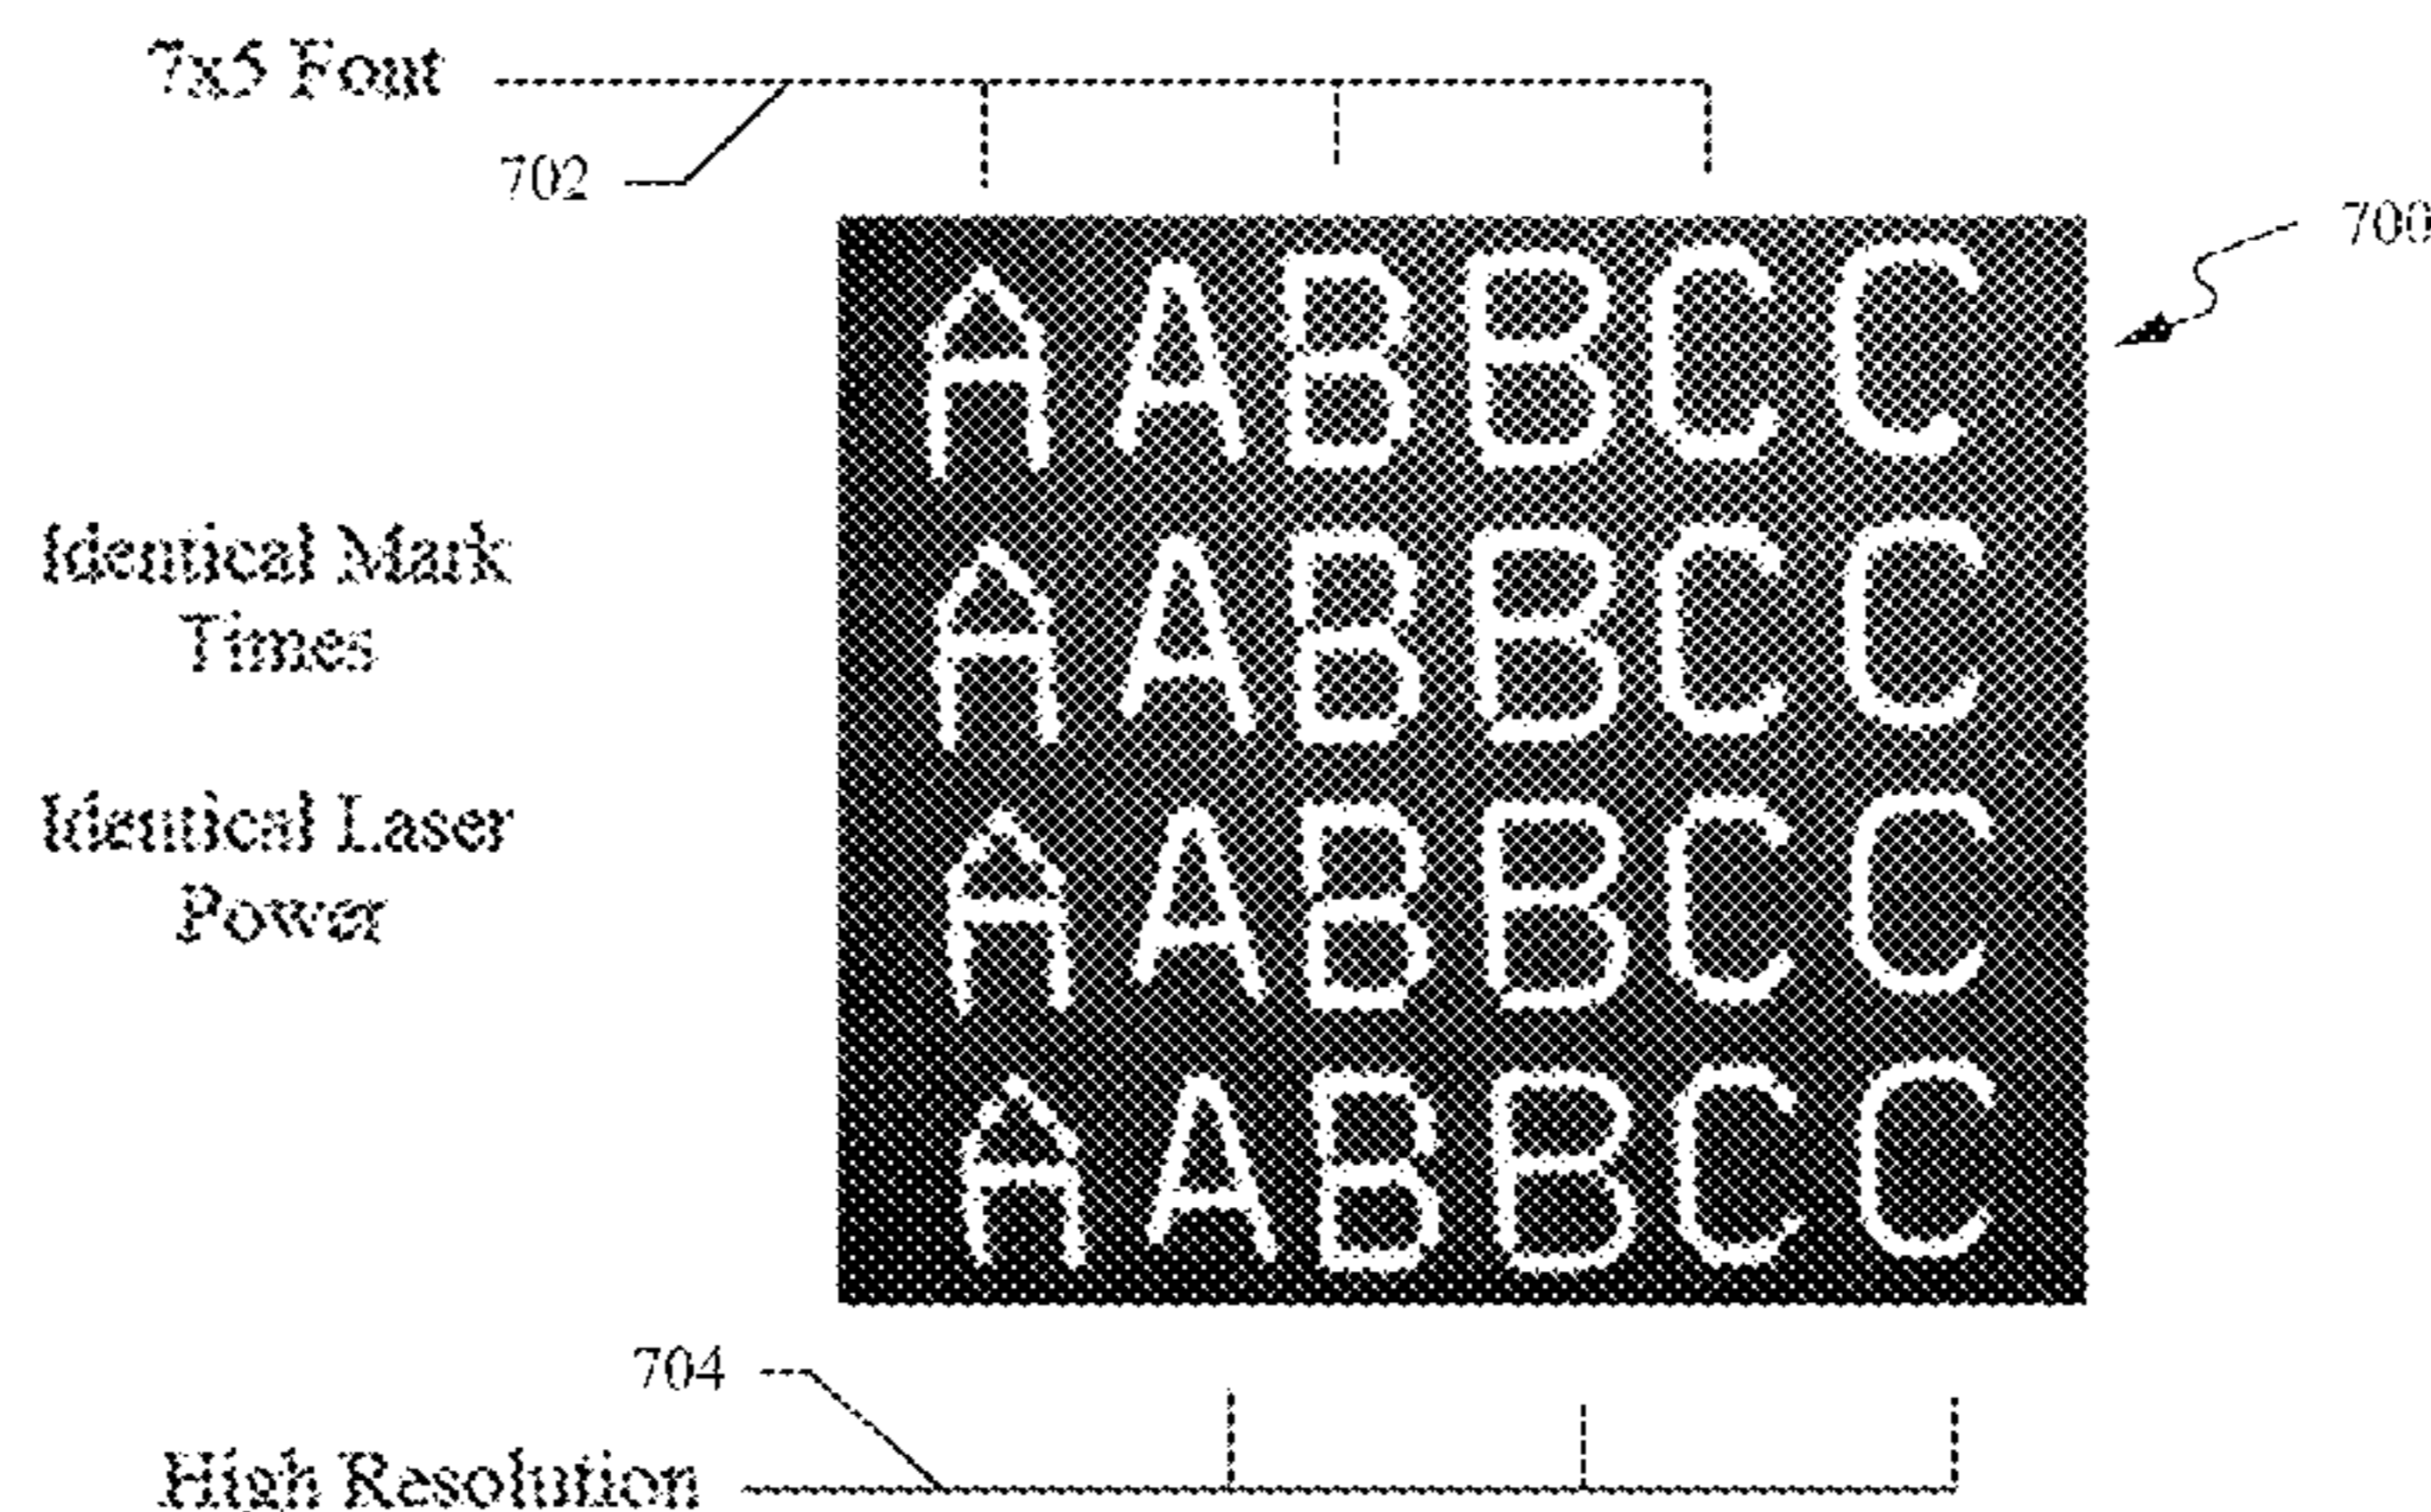 7x5 Font
702
700
AABBCC
Identical Mark
Times
AABBCC
Identical Laser
Power
AABBCC
AABBCC
704
High Resolution